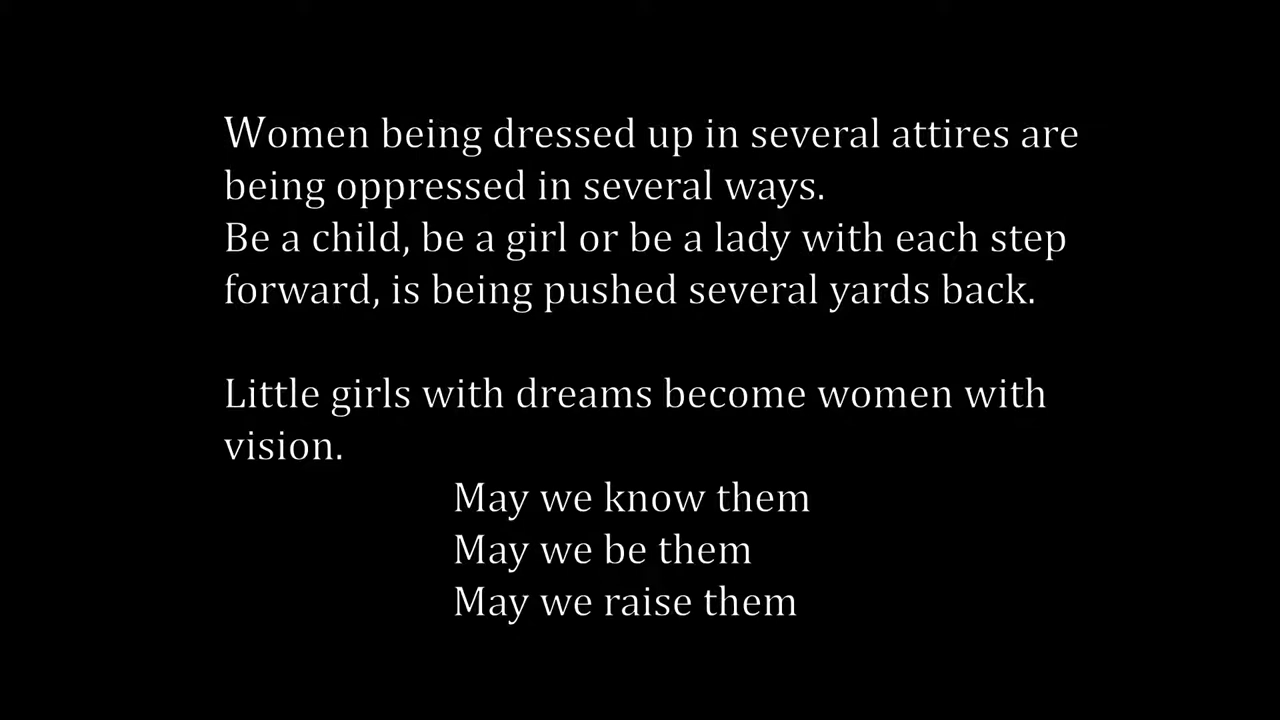 Women being dressed up in several attires are
being oppressed in several ways.
Be a child, be a girl or be a lady with each step
forward, is being pushed several yards back.
Little girls with dreams become women with
vision.
May we know them
May we be them
May we raise them